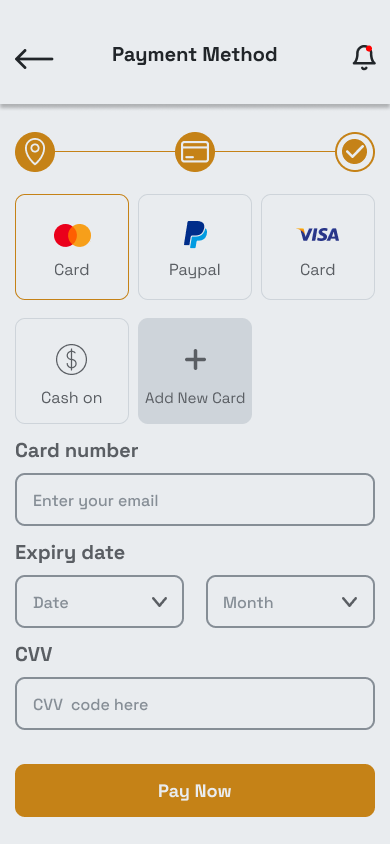 Payment Method
Card
Paypal
VISA
Card
$
Cash on
+
Add New Card
Card number
Enter your email
Expiry date
Date
Month
CVV
CVV code here
Pay Now